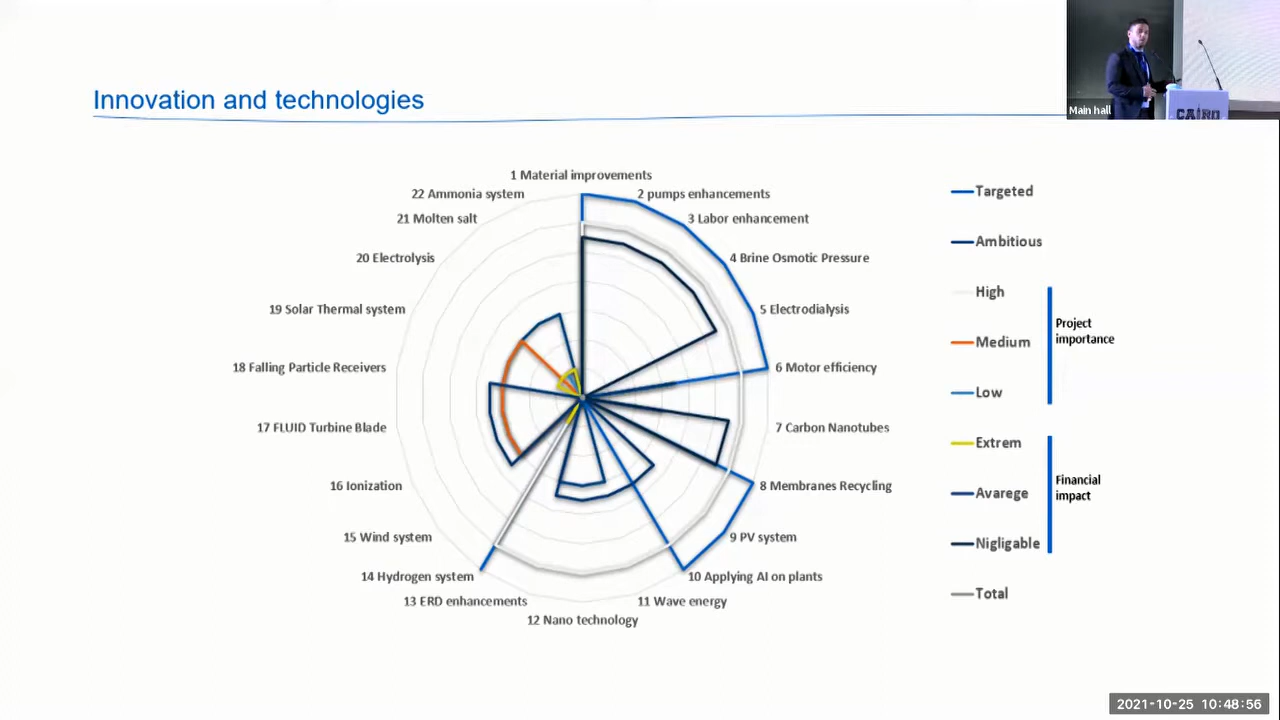 Innovation and technologies
Main hall
CAIRO
1 Material improvements
2 pumps enhancements
3 Labor enhancement
4 Brine Osmotic Pressure
5 Electrodialysis
6 Motor efficiency
7 Carbon Nanotubes
8 Membranes Recycling
9 PV system
10 Applying AI on plants
11 Wave energy
12 Nano technology
13 ERD enhancements
14 Hydrogen system
15 Wind system
16 Ionization
17 FLUID Turbine Blade
18 Falling Particle Receivers
19 Solar Thermal system
20 Electrolysis
21 Molten salt
22 Ammonia system
Targeted
Ambitious
High
Medium
Low
Extrem
Avarege
Nigligable
Total
Project
importance
Financial
impact
2021-10-25 10:48:56